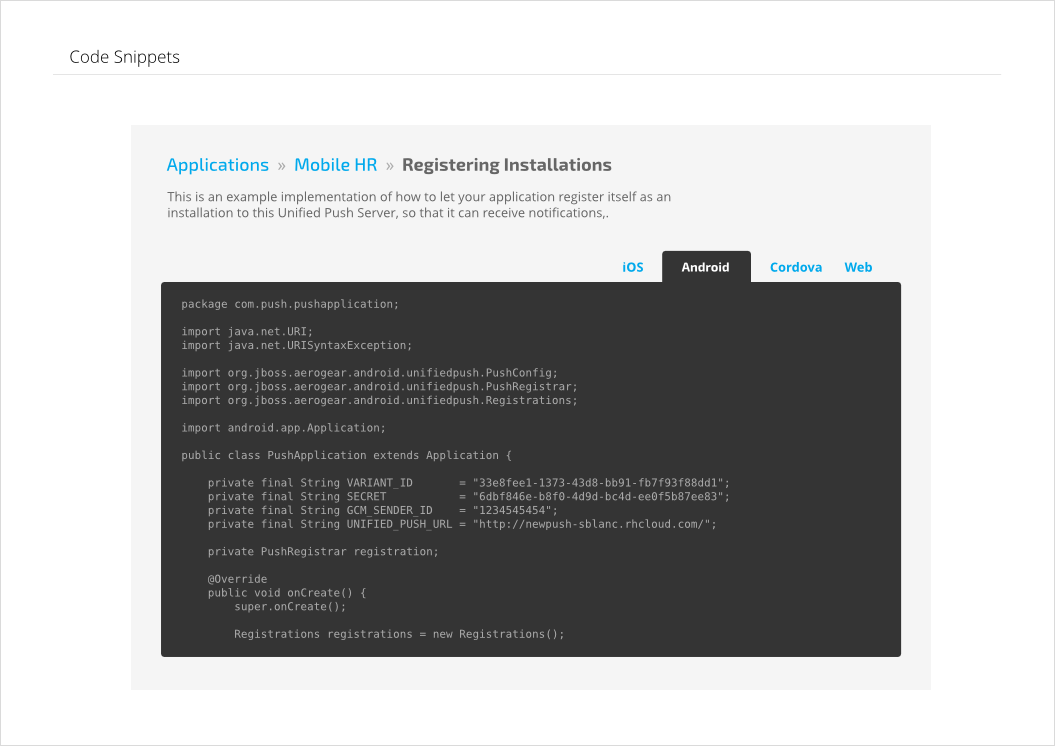 Code Snippets
Applications » Mobile HR » Registering Installations
This is an example implementation of how to let your application register itself as an
installation to this Unified Push Server, so that it can receive notifications,.
iOS Android Cordova Web
package com.push.pushapplication;
import java.net.URI;
import java.net.URISyntaxException;
import org.jboss.aerogear.android.unifiedpush.PushConfig;
import org.jboss.aerogear.android.unifiedpush.PushRegistrar;
import org.jboss.aerogear.android.unifiedpush.Registrations;
import android.app.Application;
public class PushApplication extends Application {
    private final String VARIANT_ID       = "33e8fee1-1373-43d8-bb91-fb7f93f88dd1";
    private final String SECRET           = "6dbf846e-b8f0-4d9d-bc4d-ee0f5b87ee83";
    private final String GCM_SENDER_ID    = "1234545454";
    private final String UNIFIED_PUSH_URL = "http://newpush-sblanc.rhcloud.com/";
    private PushRegistrar registration;
    @Override
    public void onCreate() {
        super.onCreate();
        Registrations registrations = new Registrations();